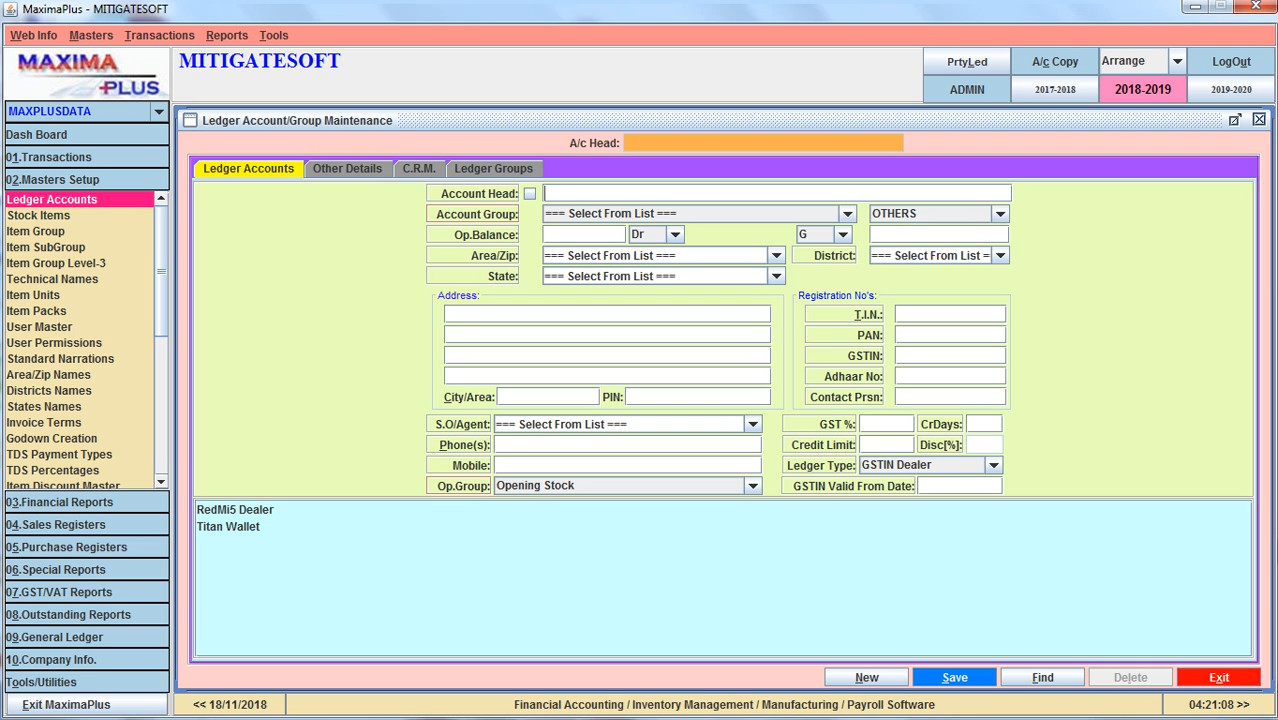 MaximaPlus - MITIGATESOFT
Web Info Masters Transactions Reports Tools
MAXIMA
PLUS
MITIGATESOFT
PrtyLed A/c Copy Arrange LogOut
ADMIN 2017-2018 2018-2019 2019-2020
MAXPLUSDATA
Dash Board
01.Transactions
02.Masters Setup
Ledger Accounts
Stock Items
Item Group
Item SubGroup
Item Group Level-3
Technical Names
Item Units
Item Packs
User Master
User Permissions
Standard Narrations
Area/Zip Names
Districts Names
States Names
Invoice Terms
Godown Creation
TDS Payment Types
TDS Percentages
Item Discount Master
03.Financial Reports
04.Sales Registers
05.Purchase Registers
06.Special Reports
07.GST/VAT Reports
08.Outstanding Reports
09.General Ledger
10.Company Info.
Tools/Utilities
Exit MaximaPlus
Ledger Account/Group Maintenance
A/c Head:
Ledger Accounts Other Details C.R.M. Ledger Groups
Account Head:
Account Group: === Select From List === OTHERS
Op.Balance: Dr G
Area/Zip: === Select From List === District: === Select From List =
State: === Select From List ===
Address:
City/Area: PIN:
Registration No's:
T.I.N.:
PAN:
GSTIN:
Adhaar No:
Contact Prsn:
S.O/Agent: === Select From List === GST %: CrDays:
Phone(s): Credit Limit: Disc[%]:
Mobile: Ledger Type: GSTIN Dealer
Op.Group: Opening Stock GSTIN Valid From Date:
RedMi5 Dealer
Titan Wallet
New Save Find Delete Exit
<< 18/11/2018 Financial Accounting / Inventory Management / Manufacturing / Payroll Software 04:21:08 >>